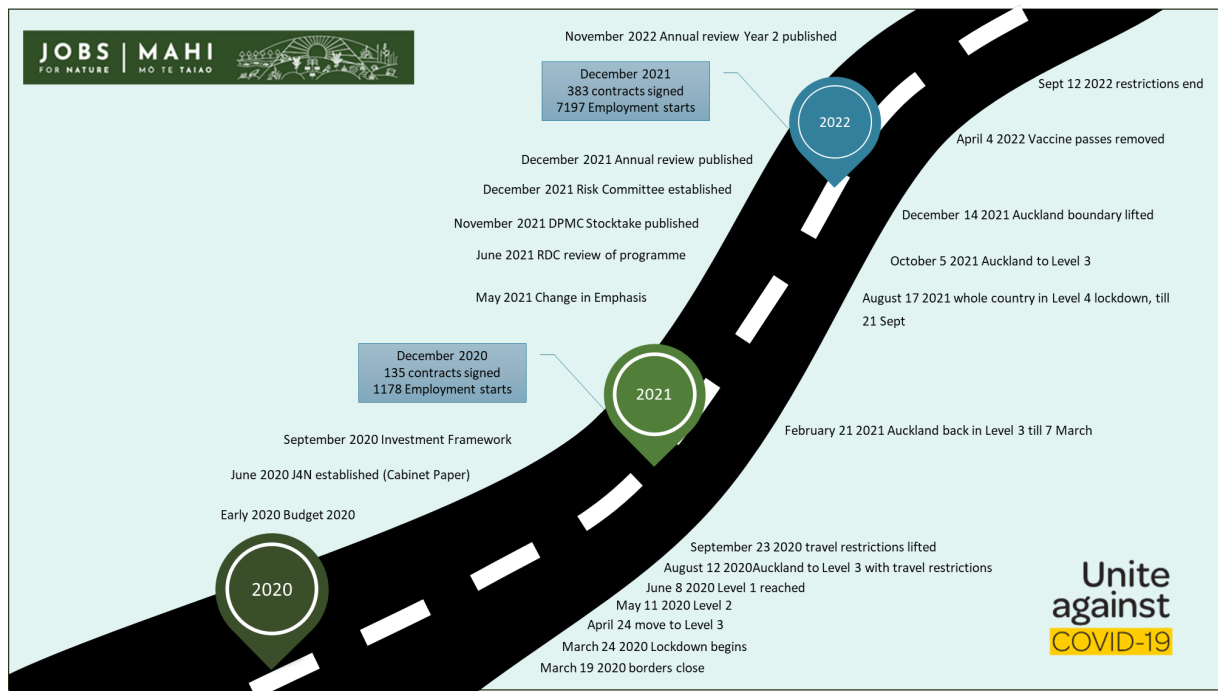 JOBS | MAHI
FOR NATURE | MŌ TE TAIAO
November 2022 Annual review Year 2 published
December 2021
383 contracts signed
7197 Employment starts
2022
Sept 12 2022 restrictions end
April 4 2022 Vaccine passes removed
December 2021 Annual review published
December 2021 Risk Committee established
November 2021 DPMC Stocktake published
June 2021 RDC review of programme
May 2021 Change in Emphasis
December 14 2021 Auckland boundary lifted
October 5 2021 Auckland to Level 3
August 17 2021 whole country in Level 4 lockdown, till
21 Sept
December 2020
135 contracts signed
1178 Employment starts
2021
February 21 2021 Auckland back in Level 3 till 7 March
September 2020 Investment Framework
June 2020 J4N established (Cabinet Paper)
Early 2020 Budget 2020
2020
September 23 2020 travel restrictions lifted
August 12 2020Auckland to Level 3 with travel restrictions
June 8 2020 Level 1 reached
May 11 2020 Level 2
April 24 move to Level 3
March 24 2020 Lockdown begins
March 19 2020 borders close
Unite
against
COVID-19